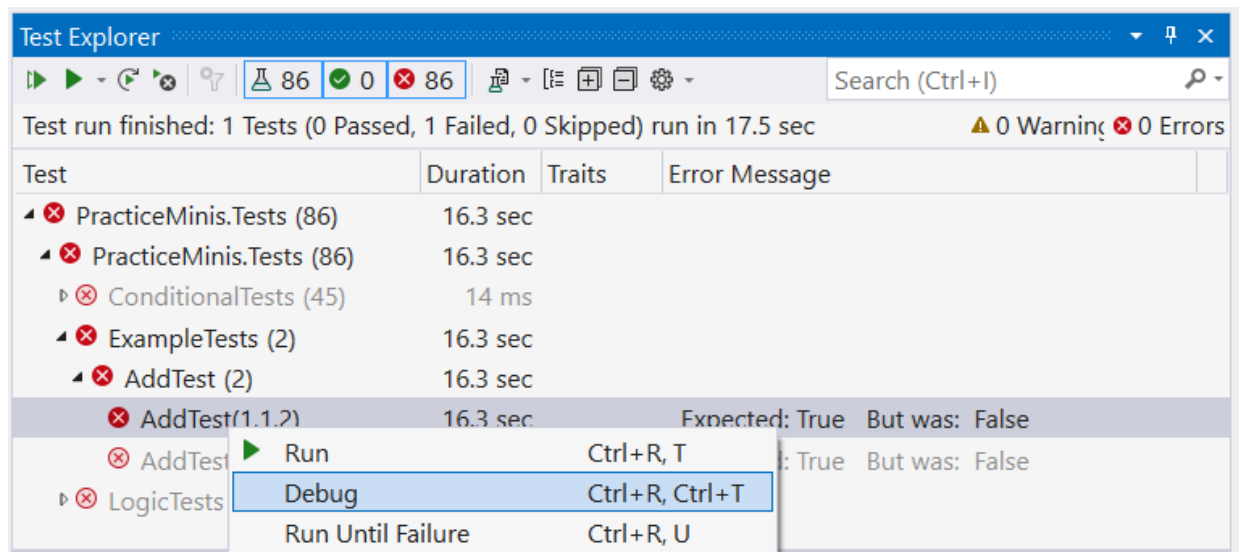 Test Explorer
86 0 86 Search (Ctrl+I)
Test run finished: 1 Tests (0 Passed, 1 Failed, 0 Skipped) run in 17.5 sec 0 Warning 0 Errors
Test Duration Traits Error Message
PracticeMinis.Tests (86) 16.3 sec
PracticeMinis.Tests (86) 16.3 sec
ConditionalTests (45) 14 ms
ExampleTests (2) 16.3 sec
AddTest (2) 16.3 sec
AddTest(1,1,2) 16.3 sec Expected: True But was: False
AddTest : True But was: False
LogicTests
Run Ctrl+R, T
Debug Ctrl+R, Ctrl+T
Run Until Failure Ctrl+R, U